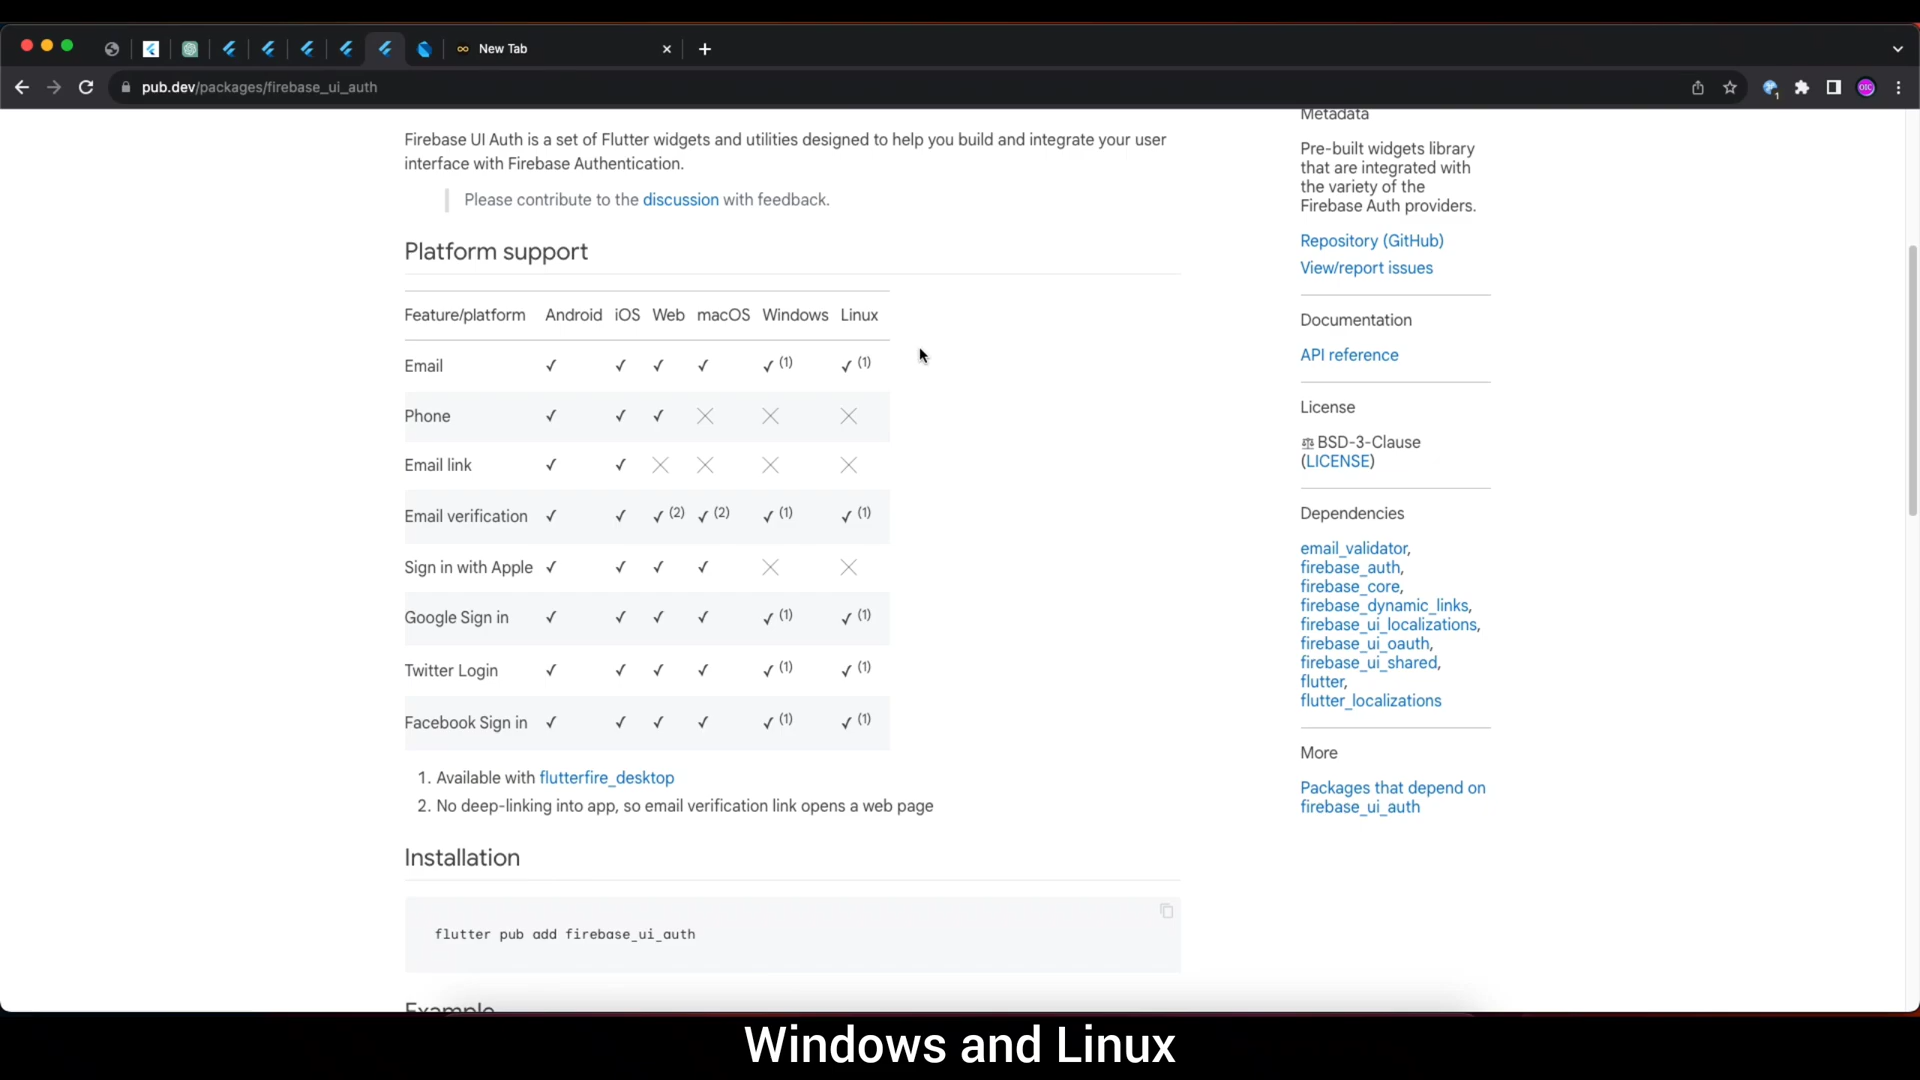 New Tab
pub.dev/packages/firebase_ui_auth
Firebase UI Auth is a set of Flutter widgets and utilities designed to help you build and integrate your user
interface with Firebase Authentication.
Please contribute to the discussion with feedback.
Platform support
Feature/platform Android iOS Web macOS Windows Linux
Email ✓ ✓ ✓ ✓ ✓ (1) ✓ (1)
Phone ✓ ✓ ✓ ╳ ╳ ╳
Email link ✓ ✓ ╳ ╳ ╳ ╳
Email verification ✓ ✓ ✓ (2) ✓ (2) ✓ (1) ✓ (1)
Sign in with Apple ✓ ✓ ✓ ✓ ╳ ╳
Google Sign in ✓ ✓ ✓ ✓ ✓ (1) ✓ (1)
Twitter Login ✓ ✓ ✓ ✓ ✓ (1) ✓ (1)
Facebook Sign in ✓ ✓ ✓ ✓ ✓ (1) ✓ (1)
1. Available with flutterfire_desktop
2. No deep-linking into app, so email verification link opens a web page
Installation
flutter pub add firebase_ui_auth
Example
Metadata
Pre-built widgets library
that are integrated with
the variety of the
Firebase Auth providers.
Repository (GitHub)
View/report issues
Documentation
API reference
License
BSD-3-Clause
(LICENSE)
Dependencies
email_validator,
firebase_auth,
firebase_core,
firebase_dynamic_links,
firebase_ui_localizations,
firebase_ui_oauth,
firebase_ui_shared,
flutter,
flutter_localizations
More
Packages that depend on
firebase_ui_auth
Windows and Linux